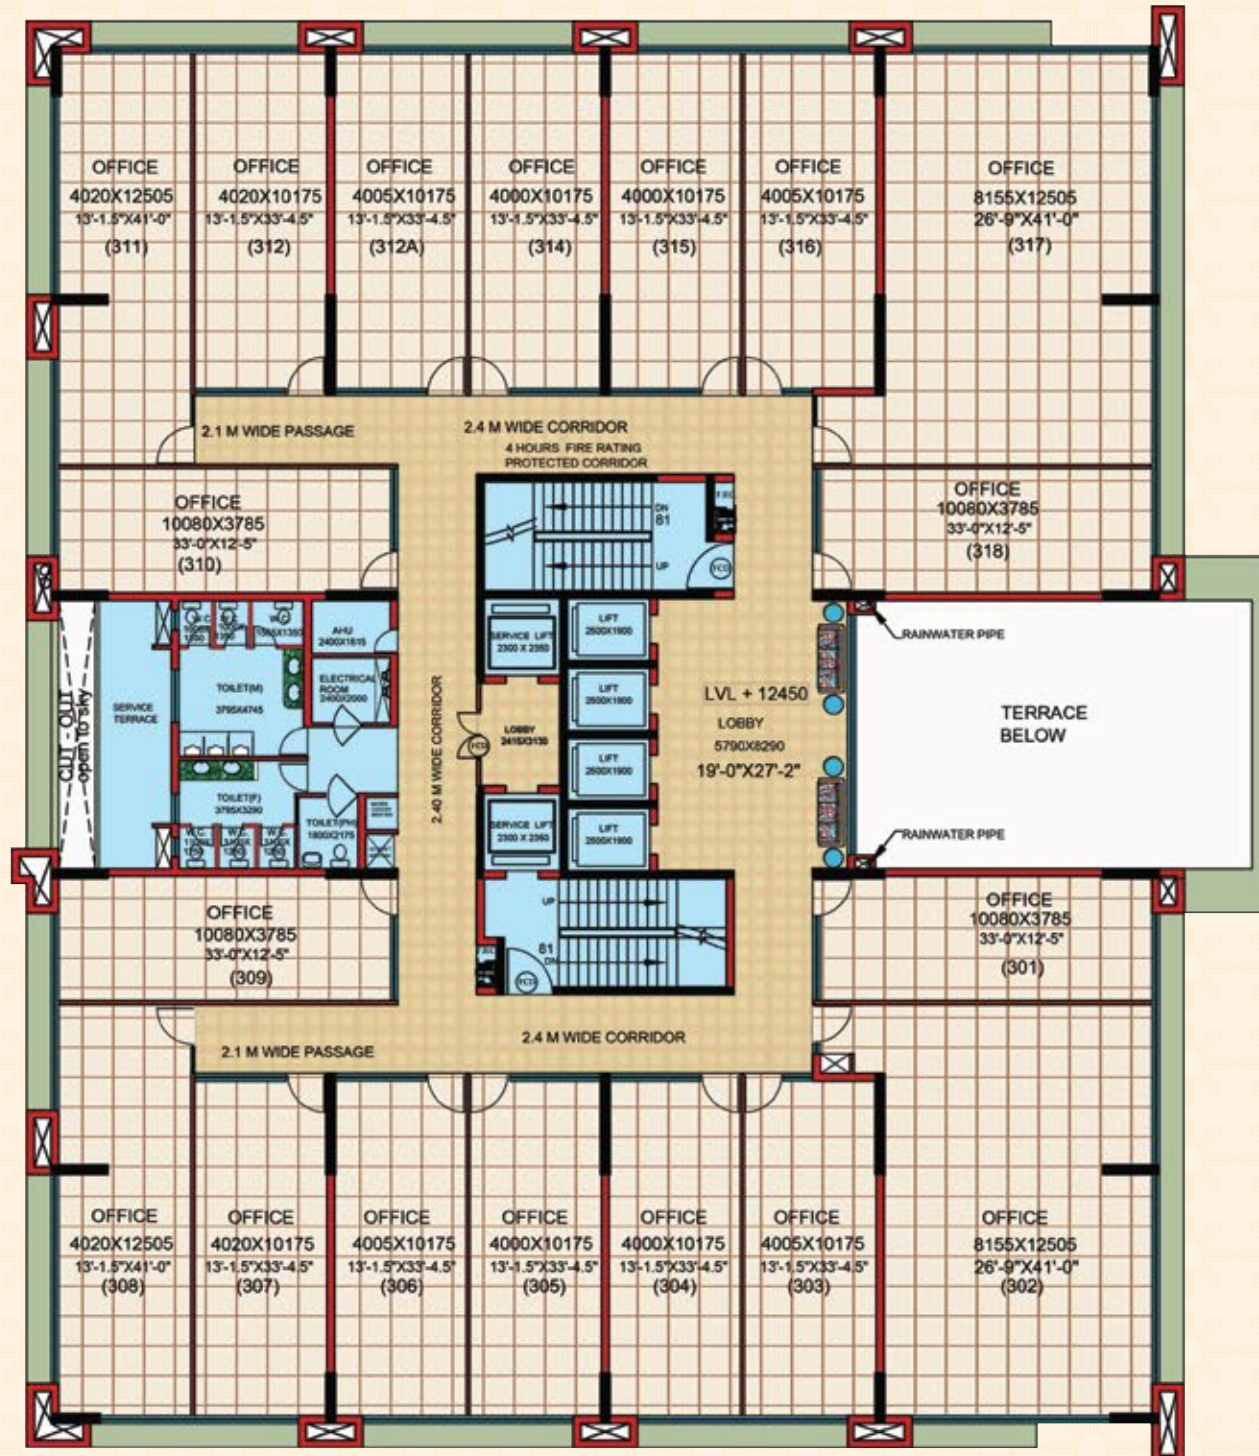 OFFICE
4020X12505
13'-1.5"X41'-0"
(311)
OFFICE
4020X10175
13'-1.5"X33'-4.5"
(312)
OFFICE
4005X10175
13'-1.5"X33'-4.5"
(312A)
OFFICE
4000X10175
13'-1.5"X33'-4.5"
(314)
OFFICE
4000X10175
13'-1.5"X33'-4.5"
(315)
OFFICE
4005X10175
13'-1.5"X33'-4.5"
(316)
OFFICE
8155X12505
26'-9"X41'-0"
(317)
2.1 M WIDE PASSAGE
2.4 M WIDE CORRIDOR
4 HOURS FIRE RATING
PROTECTED CORRIDOR
OFFICE
10080X3785
33'-0"X12'-5"
(310)
DN
81
UP
FCD
OFFICE
10080X3785
33'-0"X12'-5"
(318)
CUT - OUT
open to sky
SERVICE
TERRACE
W.C.
W.C.
W.C.
TOILET(M)
3795X4745
AHU
2400X1815
ELECTRICAL
ROOM
2400X2000
TOILET(F)
3795X3290
W.C.
W.C.
W.C.
TOILET(PH)
1800X2175
2.40 M WIDE CORRIDOR
SERVICE LIFT
2300 X 2350
LOBBY
2415X3130
FCD
SERVICE LIFT
2300 X 2350
LIFT
2500X1900
LIFT
2500X1900
LIFT
2500X1900
LIFT
2500X1900
LVL + 12450
LOBBY
5790X8290
19'-0"X27'-2"
RAINWATER PIPE
TERRACE
BELOW
RAINWATER PIPE
UP
81
DN
FCD
OFFICE
10080X3785
33'-0"X12'-5"
(309)
OFFICE
10080X3785
33'-0"X12'-5"
(301)
2.1 M WIDE PASSAGE
2.4 M WIDE CORRIDOR
OFFICE
4020X12505
13'-1.5"X41'-0"
(308)
OFFICE
4020X10175
13'-1.5"X33'-4.5"
(307)
OFFICE
4005X10175
13'-1.5"X33'-4.5"
(306)
OFFICE
4000X10175
13'-1.5"X33'-4.5"
(305)
OFFICE
4000X10175
13'-1.5"X33'-4.5"
(304)
OFFICE
4005X10175
13'-1.5"X33'-4.5"
(303)
OFFICE
8155X12505
26'-9"X41'-0"
(302)